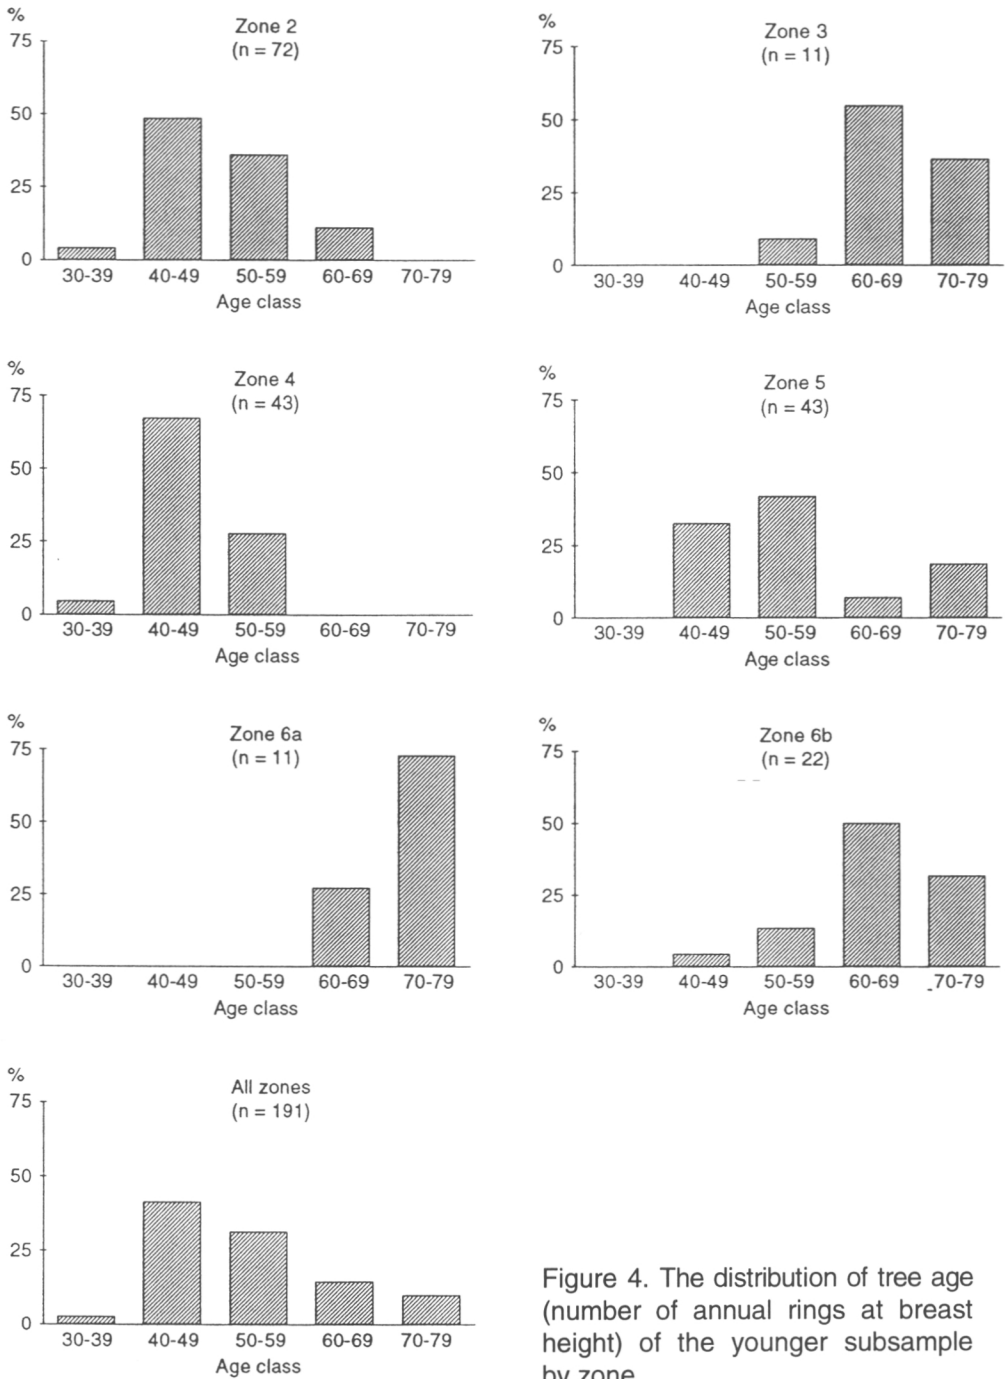 %
Zone 2
(n = 72)
75
50
25
0
30-39 40-49 50-59 60-69 70-79
Age class
%
Zone 3
(n = 11)
75
50
25
0
30-39 40-49 50-59 60-69 70-79
Age class
%
Zone 4
(n = 43)
75
50
25
0
30-39 40-49 50-59 60-69 70-79
Age class
%
Zone 5
(n = 43)
75
50
25
0
30-39 40-49 50-59 60-69 70-79
Age class
%
Zone 6a
(n = 11)
75
50
25
0
30-39 40-49 50-59 60-69 70-79
Age class
%
Zone 6b
(n = 22)
75
50
25
0
30-39 40-49 50-59 60-69 70-79
Age class
%
All zones
(n = 191)
75
50
25
0
30-39 40-49 50-59 60-69 70-79
Age class
Figure 4. The distribution of tree age
(number of annual rings at breast
height) of the younger subsample
by zone